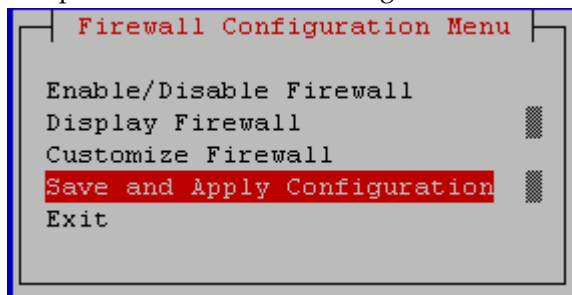 Firewall Configuration Menu
Enable/Disable Firewall
Display Firewall
Customize Firewall
Save and Apply Configuration
Exit